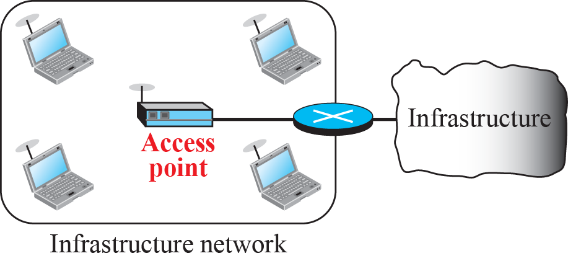 Access
point
Infrastructure
Infrastructure network